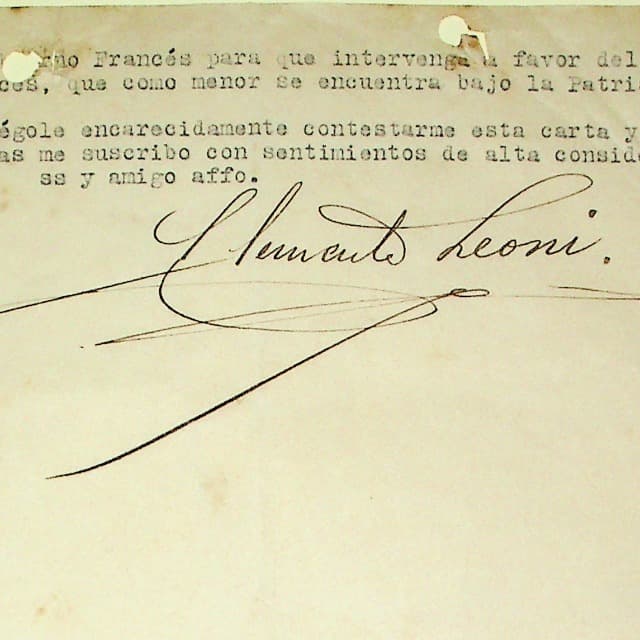 rno Francés para que intervenga a favor del
ces, que como menor se encuentra bajo la Patri
égole encarecidamente contestarme esta carta y
as me suscribo con sentimientos de alta conside
ss y amigo affo.
Clemente Leoni.